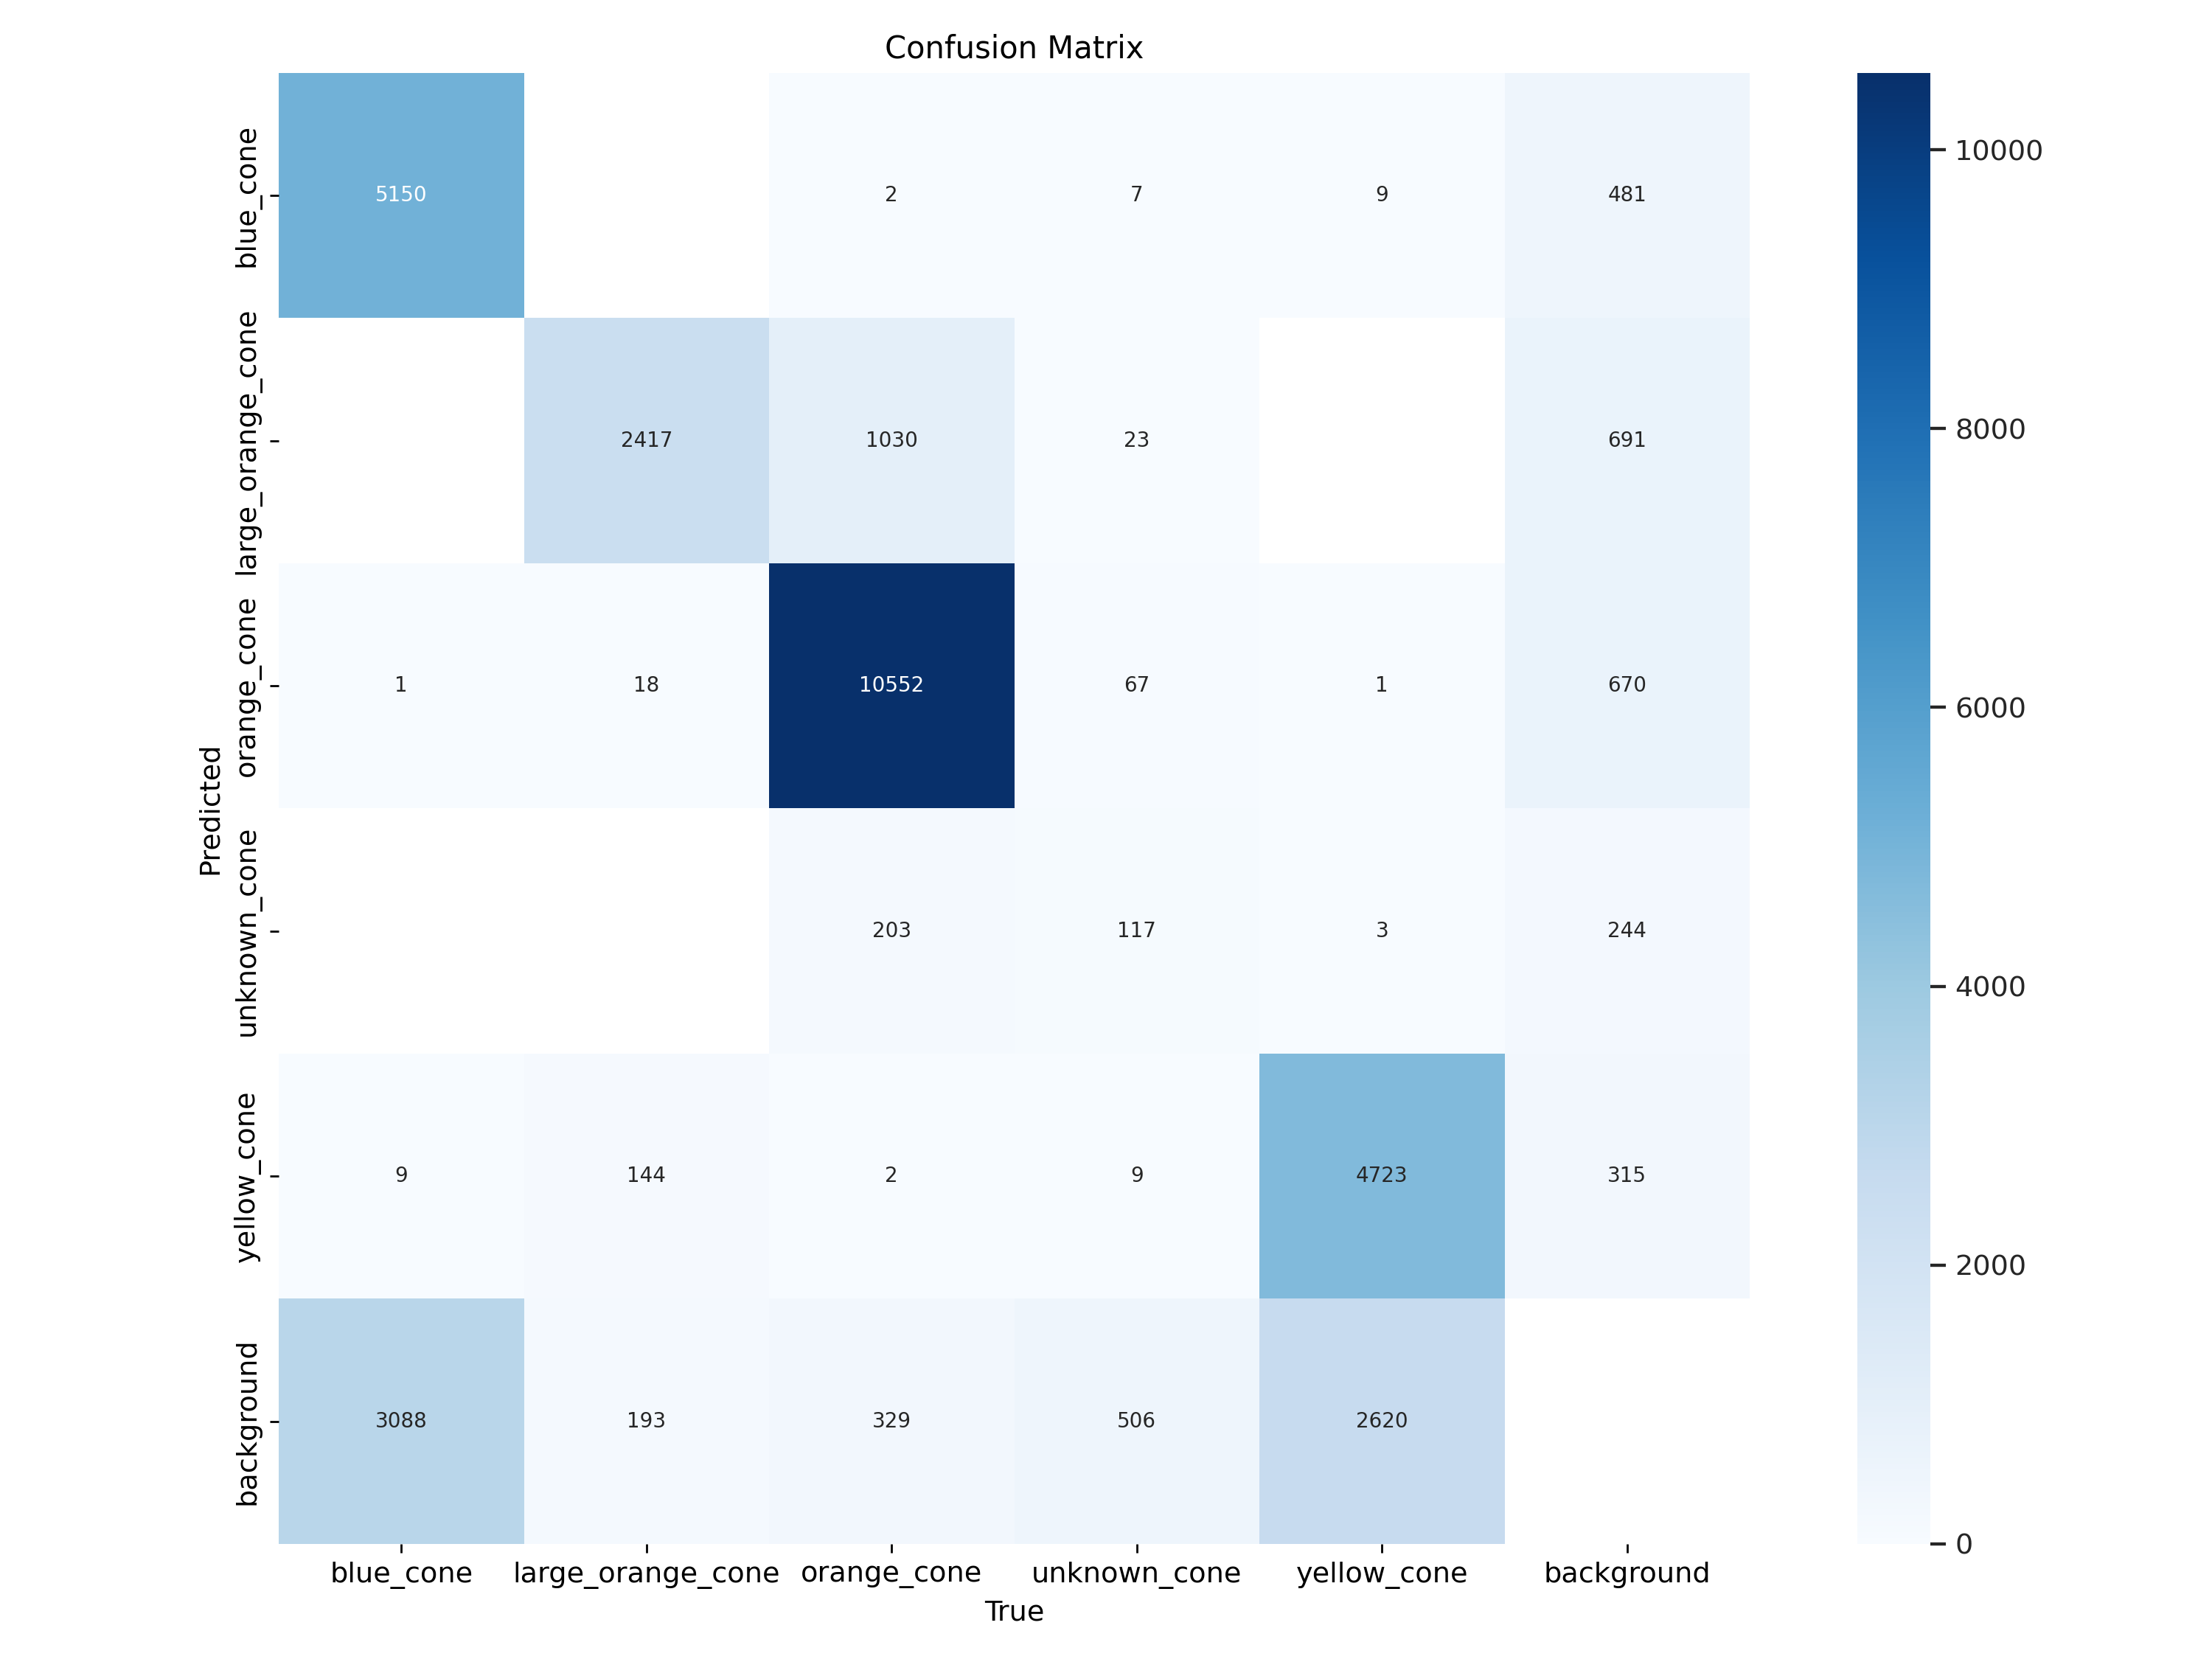 Confusion Matrix
blue_cone
5150 2 7 9 481
large_orange_cone
2417 1030 23 691
orange_cone
1 18 10552 67 1 670
unknown_cone
203 117 3 244
yellow_cone
9 144 2 9 4723 315
background
3088 193 329 506 2620
Predicted
blue_cone large_orange_cone orange_cone unknown_cone yellow_cone background
True
10000
8000
6000
4000
2000
0